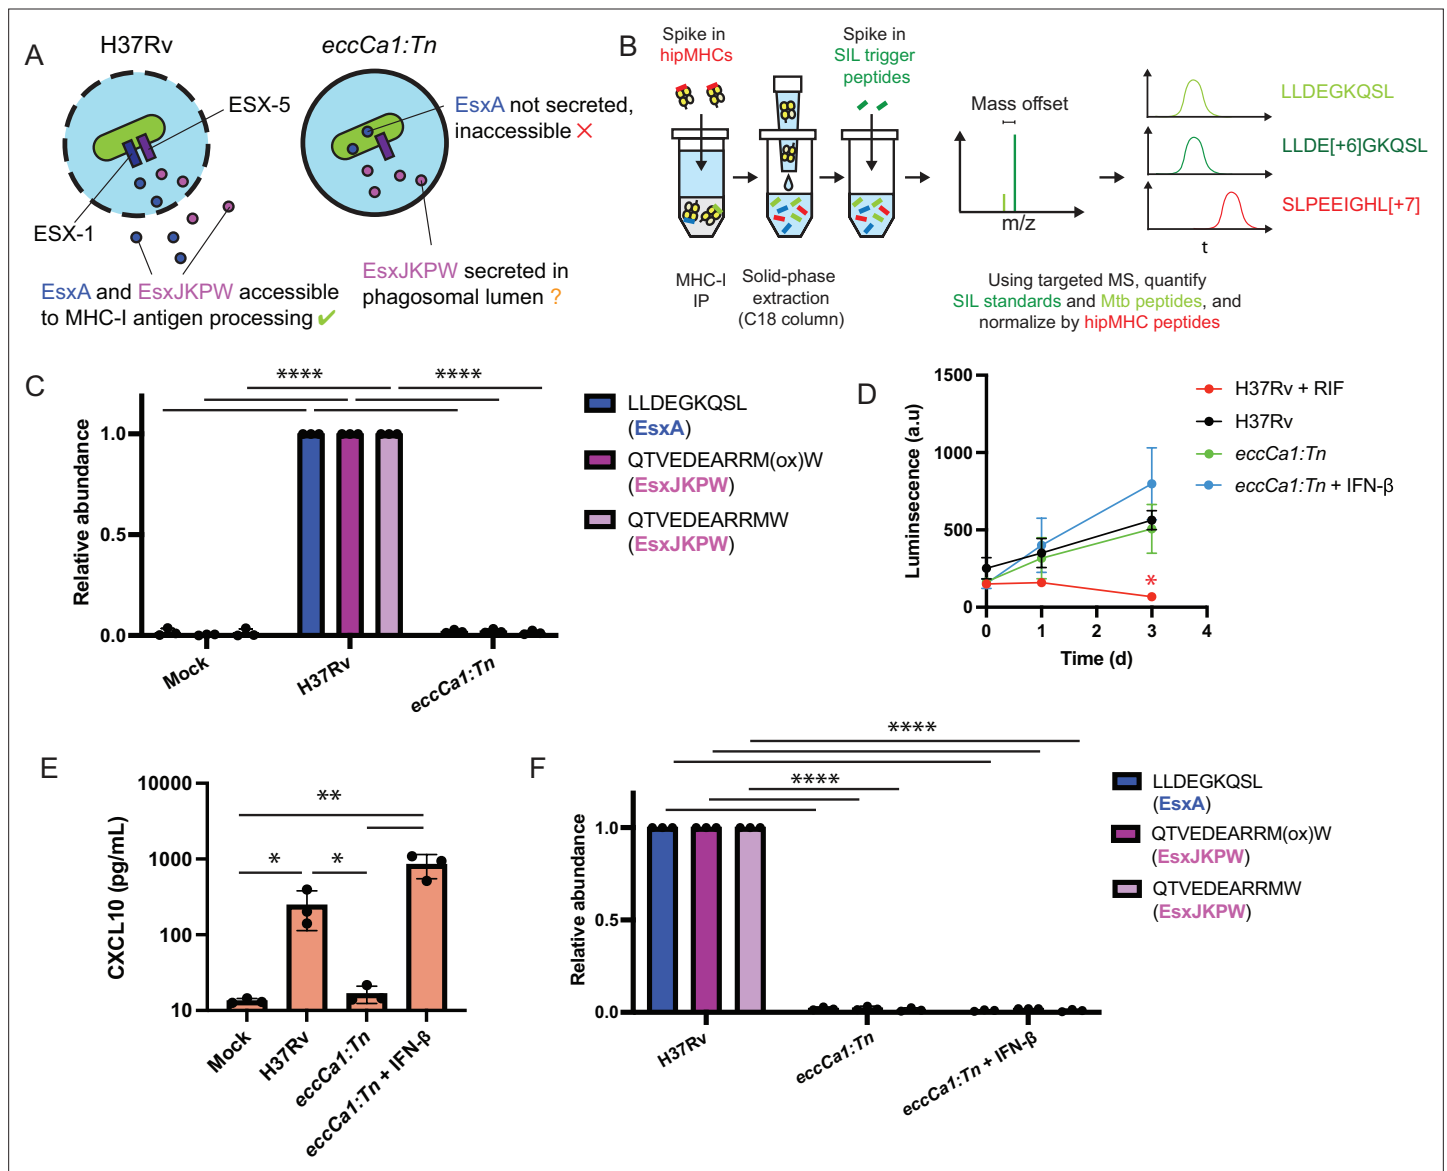 A
H37Rv
eccCa1:Tn
ESX-5
ESX-1
EsxA not secreted,
inaccessible ✕
EsxA and EsxJKPW accessible
to MHC-I antigen processing ✓
EsxJKPW secreted in
phagosomal lumen ?
B
Spike in
hipMHCs
Spike in
SIL trigger
peptides
MHC-I
IP
Solid-phase
extraction
(C18 column)
Mass offset
m/z
LLDEGKQSL
LLDE[+6]GKQSL
SLPEEIGHL[+7]
t
Using targeted MS, quantify
SIL standards and Mtb peptides, and
normalize by hipMHC peptides
C
**** ****
Relative abundance
1.0
0.5
0.0
Mock
H37Rv
eccCa1:Tn
LLDEGKQSL
(EsxA)
QTVEDEARRM(ox)W
(EsxJKPW)
QTVEDEARRMW
(EsxJKPW)
D
Luminsecence (a.u)
1500
1000
500
0
0 1 2 3 4
Time (d)
*
H37Rv + RIF
H37Rv
eccCa1:Tn
eccCa1:Tn + IFN-β
E
CXCL10 (pg/mL)
10000
1000
100
10
**
* *
Mock
H37Rv
eccCa1:Tn
eccCa1:Tn + IFN-β
F
****
****
Relative abundance
1.0
0.5
0.0
H37Rv
eccCa1:Tn
eccCa1:Tn + IFN-β
LLDEGKQSL
(EsxA)
QTVEDEARRM(ox)W
(EsxJKPW)
QTVEDEARRMW
(EsxJKPW)